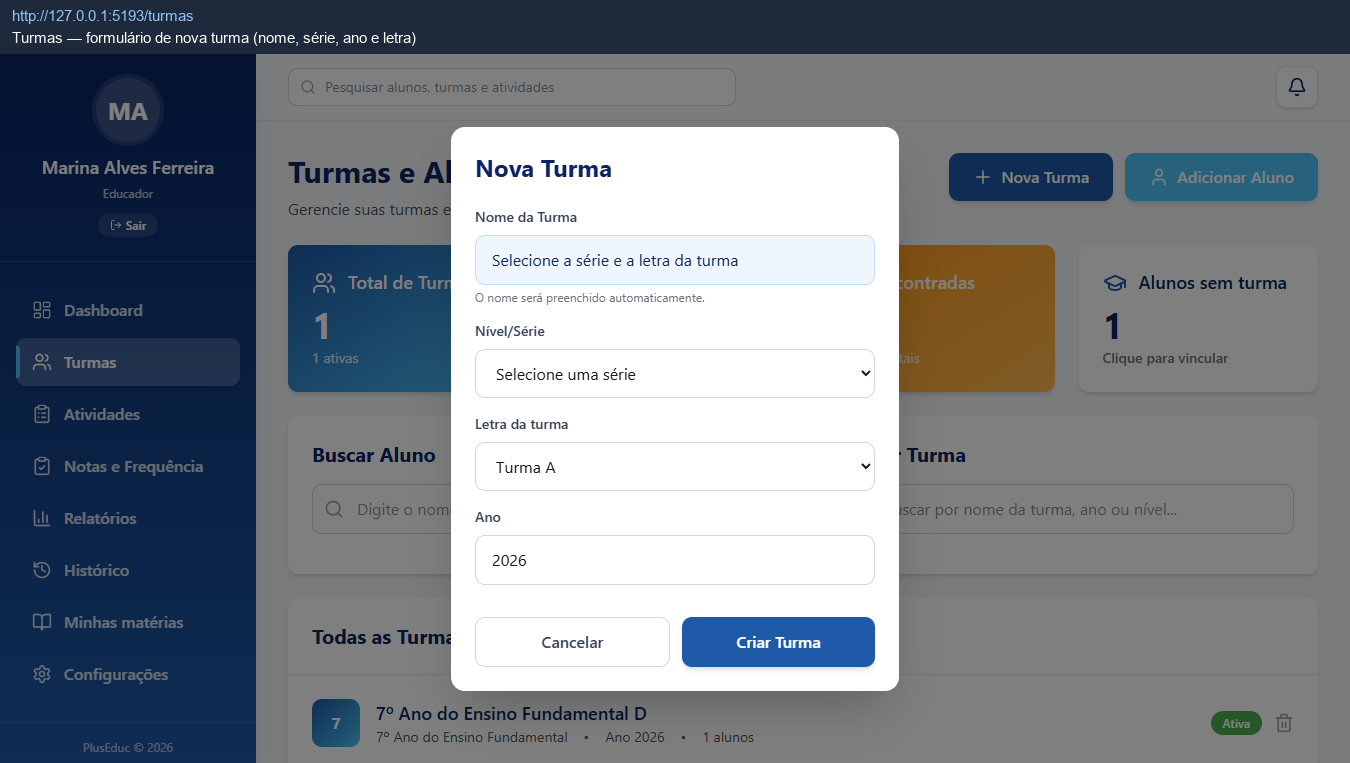 http://127.0.0.1:5193/turmas
Turmas — formulário de nova turma (nome, série, ano e letra)
MA
Marina Alves Ferreira
Educador
Sair
Dashboard
Turmas
Atividades
Notas e Frequência
Relatórios
Histórico
Minhas matérias
Configurações
PlusEduc © 2026
Pesquisar alunos, turmas e atividades
Turmas e Al
Gerencie suas turmas e
Nova Turma
Adicionar Aluno
Total de Turm
1
1 ativas
contradas
tais
Alunos sem turma
1
Clique para vincular
Buscar Aluno
Digite o nom
Turma
uscar por nome da turma, ano ou nível...
Todas as Turma
7
7º Ano do Ensino Fundamental D
7º Ano do Ensino Fundamental • Ano 2026 • 1 alunos
Ativa
Nova Turma
Nome da Turma
Selecione a série e a letra da turma
O nome será preenchido automaticamente.
Nível/Série
Selecione uma série
Letra da turma
Turma A
Ano
2026
Cancelar
Criar Turma